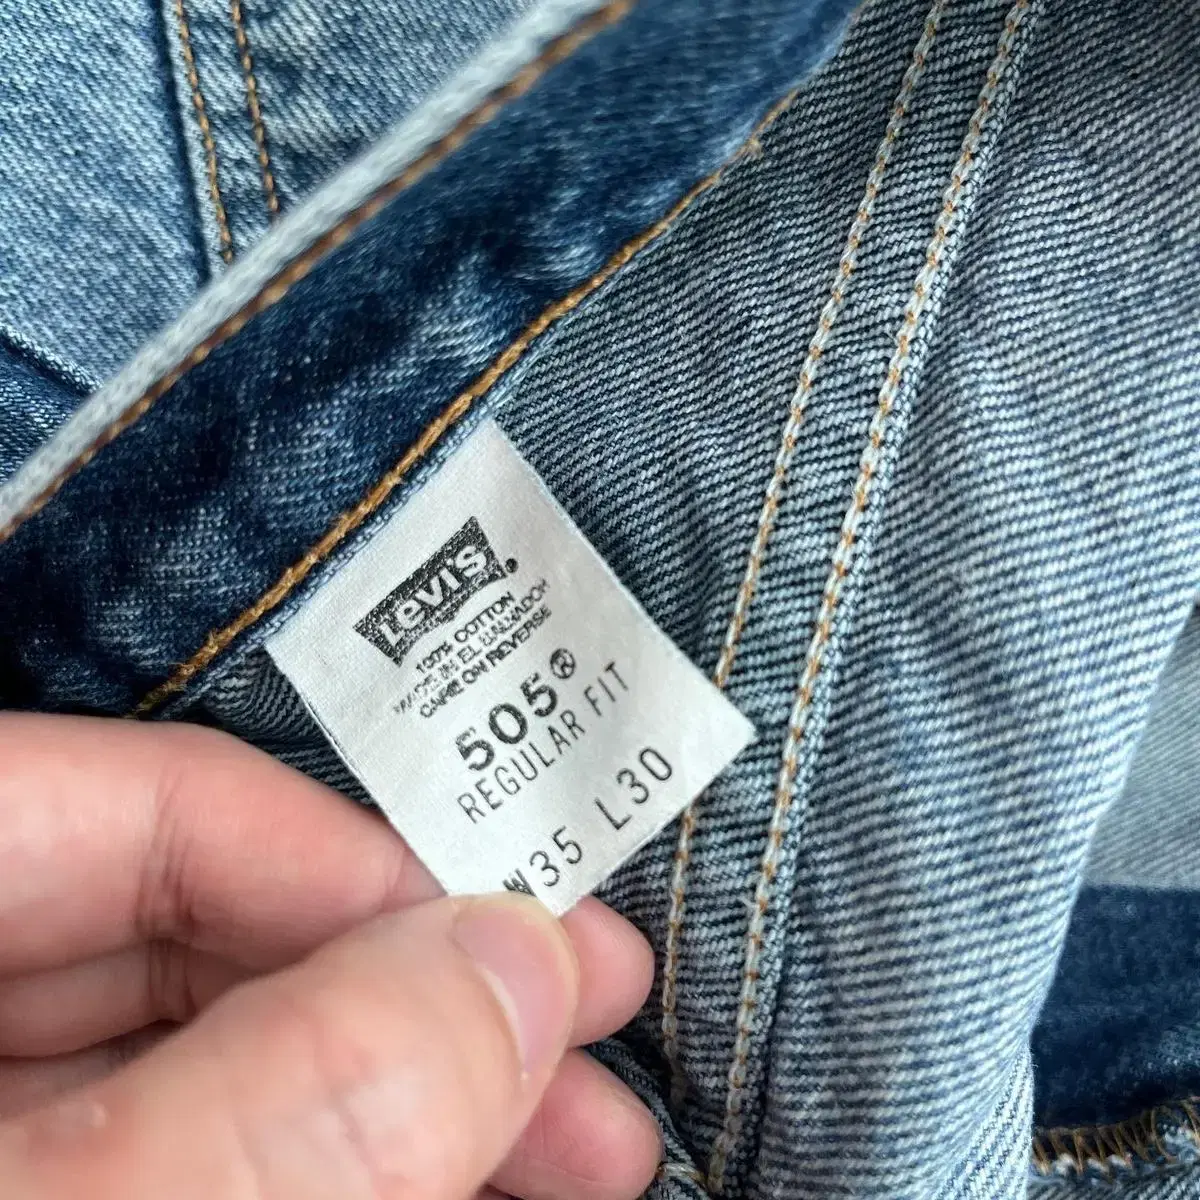 Levi's
100% COTTON
MADE IN EL SALVADOR
CARE ON REVERSE
505®
REGULAR FIT
W35 L30